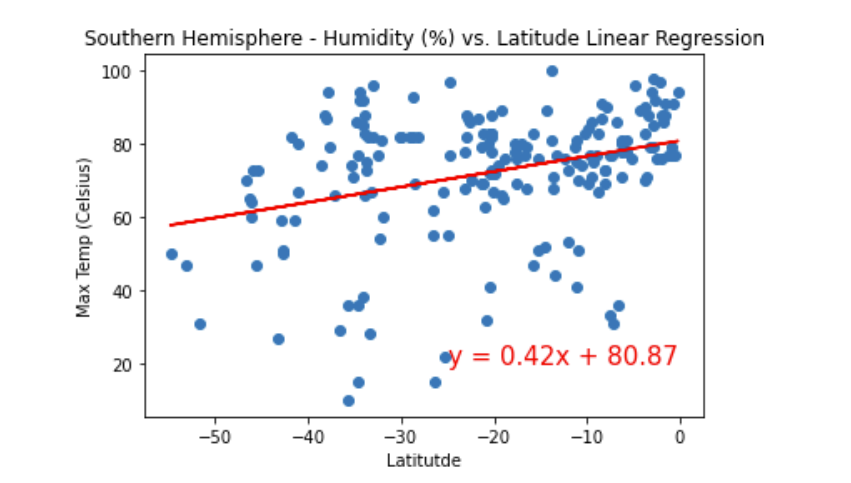 Southern Hemisphere - Humidity (%) vs. Latitude Linear Regression
Max Temp (Celsius)
100
80
60
40
20
y = 0.42x + 80.87
−50
−40
−30
−20
−10
0
Latitutde